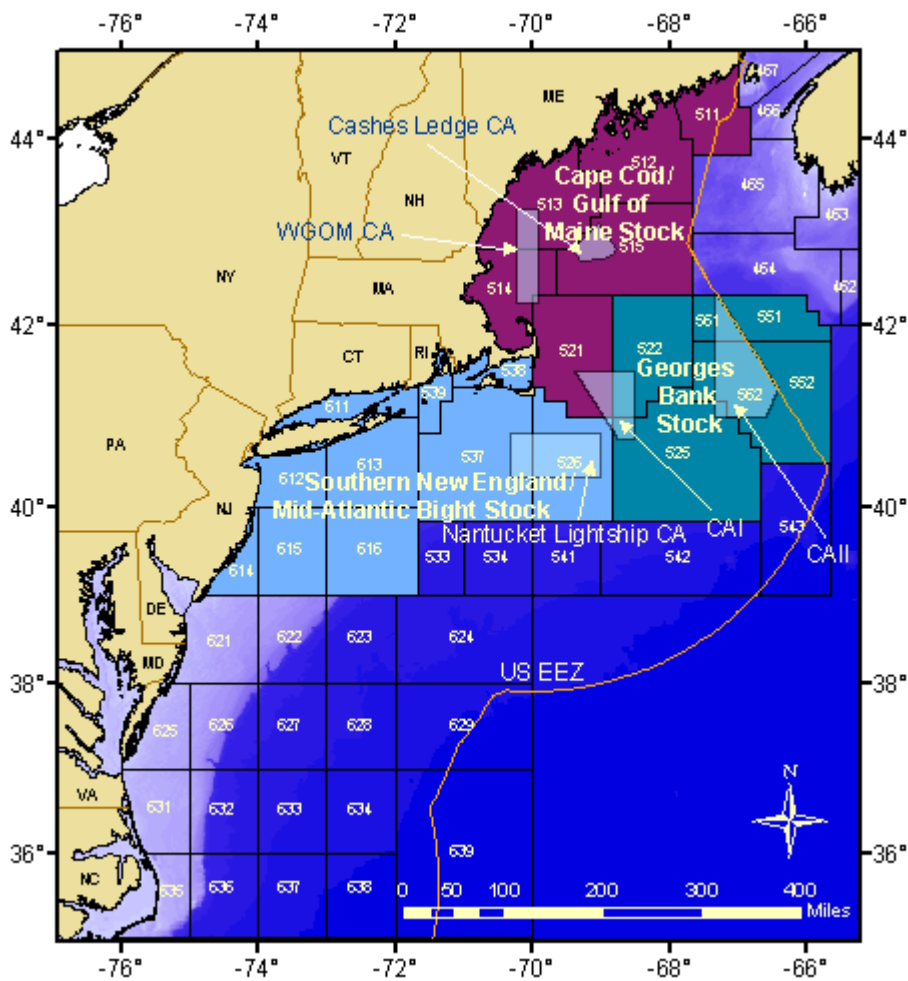 -76° -74° -72° -70° -68° -66°
467
ME
511
466
44°
44°
Cashes Ledge CA
VT
512
Cape Cod/
465
NH
513
Gulf of
463
WGOM CA
Maine Stock
515
464
NY
MA
514
462
42°
42°
561
551
CT
RI
521
522
538
Georges
552
539
Bank
562
611
Stock
PA
613
537
526
525
612
Southern New England/
NJ
Mid-Atlantic Bight Stock
40°
40°
Nantucket Lightship CA
CAI
543
615
616
533
534
541
542
CAII
614
DE
621
622
623
624
MD
US EEZ
38°
38°
625
626
627
628
629
N
VA
631
632
633
634
36°
36°
639
NC
635
636
637
638
0 50 100 200 300 400
Miles
-76° -74° -72° -70° -68° -66°